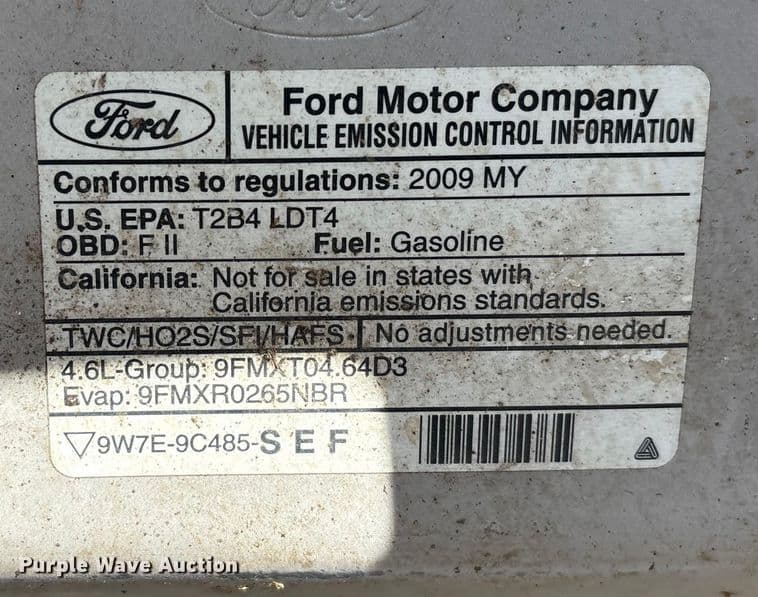 Ford
Ford
Ford Motor Company
VEHICLE EMISSION CONTROL INFORMATION
Conforms to regulations: 2009 MY
U.S. EPA: T2B4 LDT4
OBD: F II Fuel: Gasoline
California: Not for sale in states with
California emissions standards.
TWC/HO2S/SFI/HAFS No adjustments needed.
4.6L-Group: 9FMXT04.64D3
Evap: 9FMXR0265NBR
9W7E-9C485-S E F
Purple Wave Auction